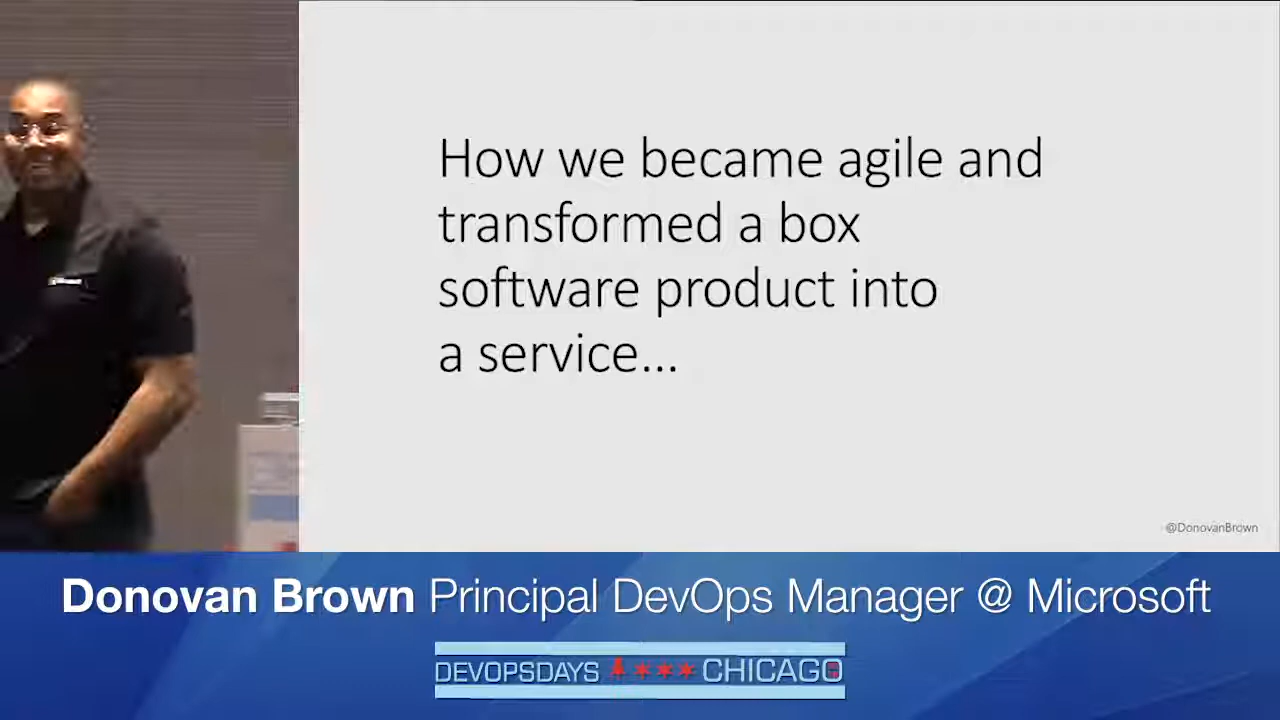 How we became agile and
transformed a box
software product into
a service...
@DonovanBrown
Donovan Brown Principal DevOps Manager @ Microsoft
DEVOPSDAYS CHICAGO